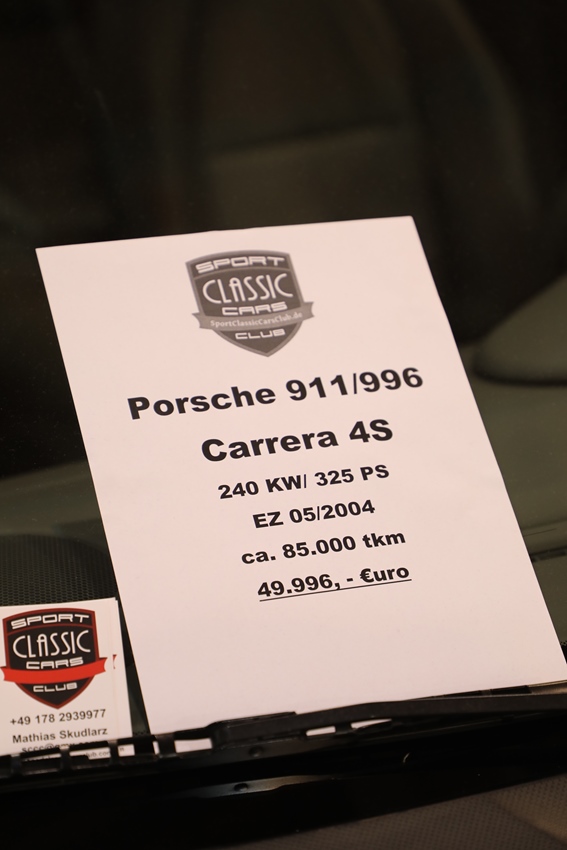 SPORT
CLASSIC
CARS
SportClassicCarsClub.de
CLUB
Porsche 911/996
Carrera 4S
240 KW/ 325 PS
EZ 05/2004
ca. 85.000 tkm
49.996, - €uro
SPORT
CLASSIC
CARS
CLUB
+49 178 2939977
Mathias Skudlarz